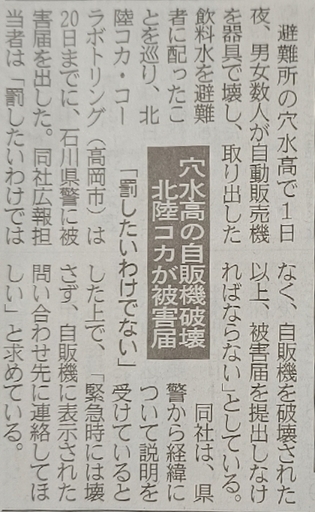 穴水高の自販機破壊
北陸コカが被害届
「罰したいわけでない」
避難所の穴水高で１日
夜、男女数人が自動販売機
を器具で壊し、取り出した
飲料水を避難
者に配ったこ
とを巡り、北
陸コカ・コー
ラボトリング（高岡市）は
20日までに、石川県警に被
害届を出した。同社広報担
当者は「罰したいわけでは
なく、自販機を破壊された
以上、被害届を提出しなけ
ればならない」としている。
同社は、県
警から経緯に
ついて説明を
受けていると
した上で、「緊急時には壊
さず、自販機に表示された
問い合わせ先に連絡してほ
しい」と求めている。